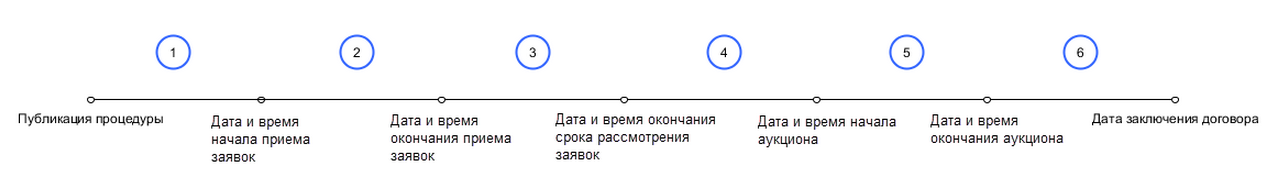 1
2
3
4
5
6
Публикация процедуры
Дата и время
начала приема
заявок
Дата и время
окончания приема
заявок
Дата и время окончания
срока рассмотрения
заявок
Дата и время начала
аукциона
Дата и время
окончания аукциона
Дата заключения договора